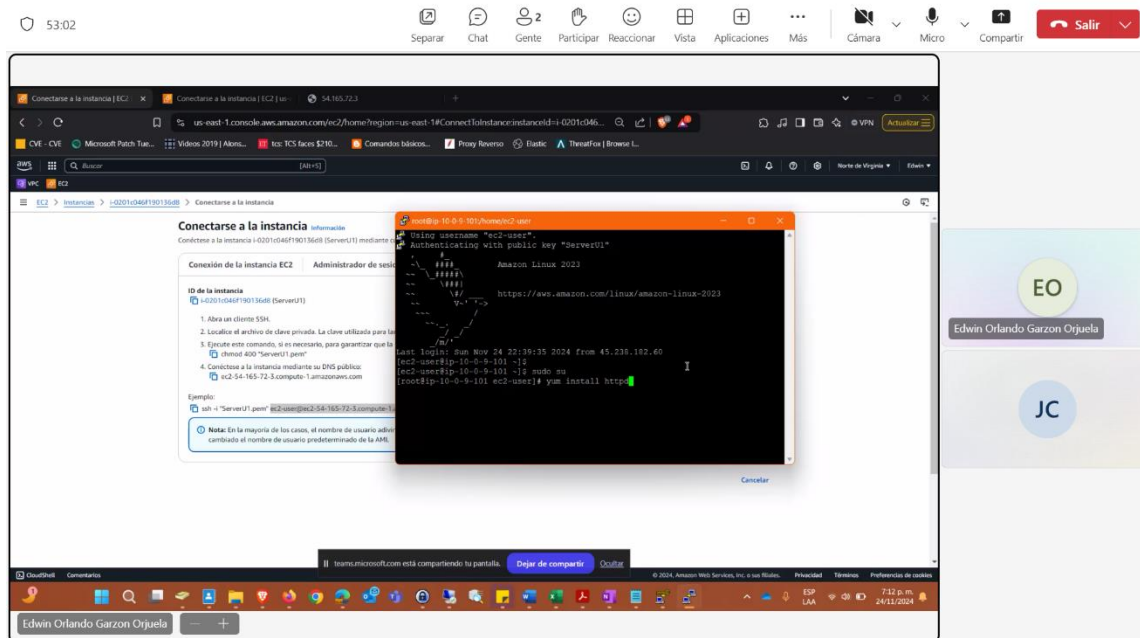 53:02
Separar
Chat
Gente 2
Participar
Reaccionar
Vista
Aplicaciones
Más
Cámara
Micro
Compartir
Salir
Conectarse a la instancia | EC2
Conectarse a la instancia | EC2 | us-
54.165.72.3
us-east-1.console.aws.amazon.com/ec2/home?region=us-east-1#ConnectToInstance:instanceId=i-0201c046...
VPN
Actualizar
CVE - CVE
Microsoft Patch Tue...
Videos 2019 | Alons...
tcs: TCS faces $210...
Comandos básicos...
Proxy Reverso
Elastic
ThreatFox | Browse I...
aws
Buscar
[Alt+S]
Norte de Virginia
Edwin
VPC
EC2
EC2 > Instancias > i-0201c046f190136d8 > Conectarse a la instancia
Conectarse a la instancia Información
Conéctese a la instancia i-0201c046f190136d8 (ServerU1) mediante
Conexión de la instancia EC2
Administrador de sesi
ID de la instancia
i-0201c046f190136d8 (ServerU1)
1. Abra un cliente SSH.
2. Localice el archivo de clave privada. La clave utilizada para la
3. Ejecute este comando, si es necesario, para garantizar que la
chmod 400 "ServerU1.pem"
4. Conéctese a la instancia mediante su DNS público:
ec2-54-165-72-3.compute-1.amazonaws.com
Ejemplo:
ssh -i "ServerU1.pem" ec2-user@ec2-54-165-72-3.compute-1
Nota: En la mayoría de los casos, el nombre de usuario adivin
cambiado el nombre de usuario predeterminado de la AMI.
Cancelar
root@ip-10-0-9-101:/home/ec2-user
Using username "ec2-user".
Authenticating with public key "ServerU1"
Amazon Linux 2023
https://aws.amazon.com/linux/amazon-linux-2023
Last login: Sun Nov 24 22:39:35 2024 from 45.238.182.60
[ec2-user@ip-10-0-9-101 ~]$
[ec2-user@ip-10-0-9-101 ~]$ sudo su
[root@ip-10-0-9-101 ec2-user]# yum install httpd
teams.microsoft.com está compartiendo tu pantalla.
Dejar de compartir
Ocultar
CloudShell
Comentarios
© 2024, Amazon Web Services, Inc. o sus filiales.
Privacidad
Términos
Preferencias de cookies
ESP
LAA
7:12 p. m.
24/11/2024
Edwin Orlando Garzon Orjuela
EO
Edwin Orlando Garzon Orjuela
JC